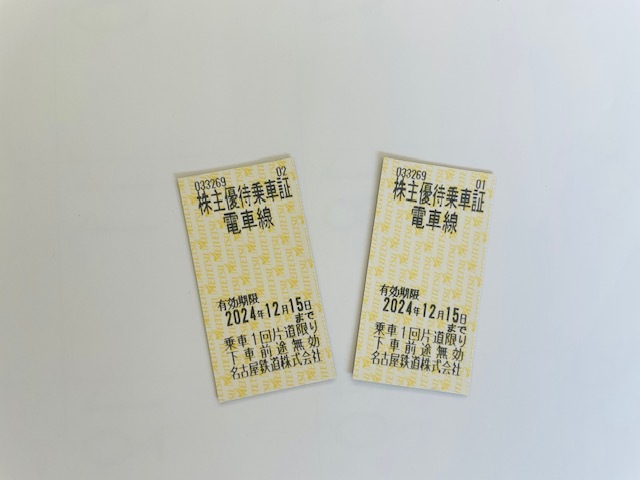 033269 02
株主優待乗車証
電車線
有効期限
2024年12月15日
まで
乗車1回片道限り
下車前途無効
名古屋鉄道株式会社
033269 01
株主優待乗車証
電車線
有効期限
2024年12月15日
まで
乗車1回片道限り
下車前途無効
名古屋鉄道株式会社